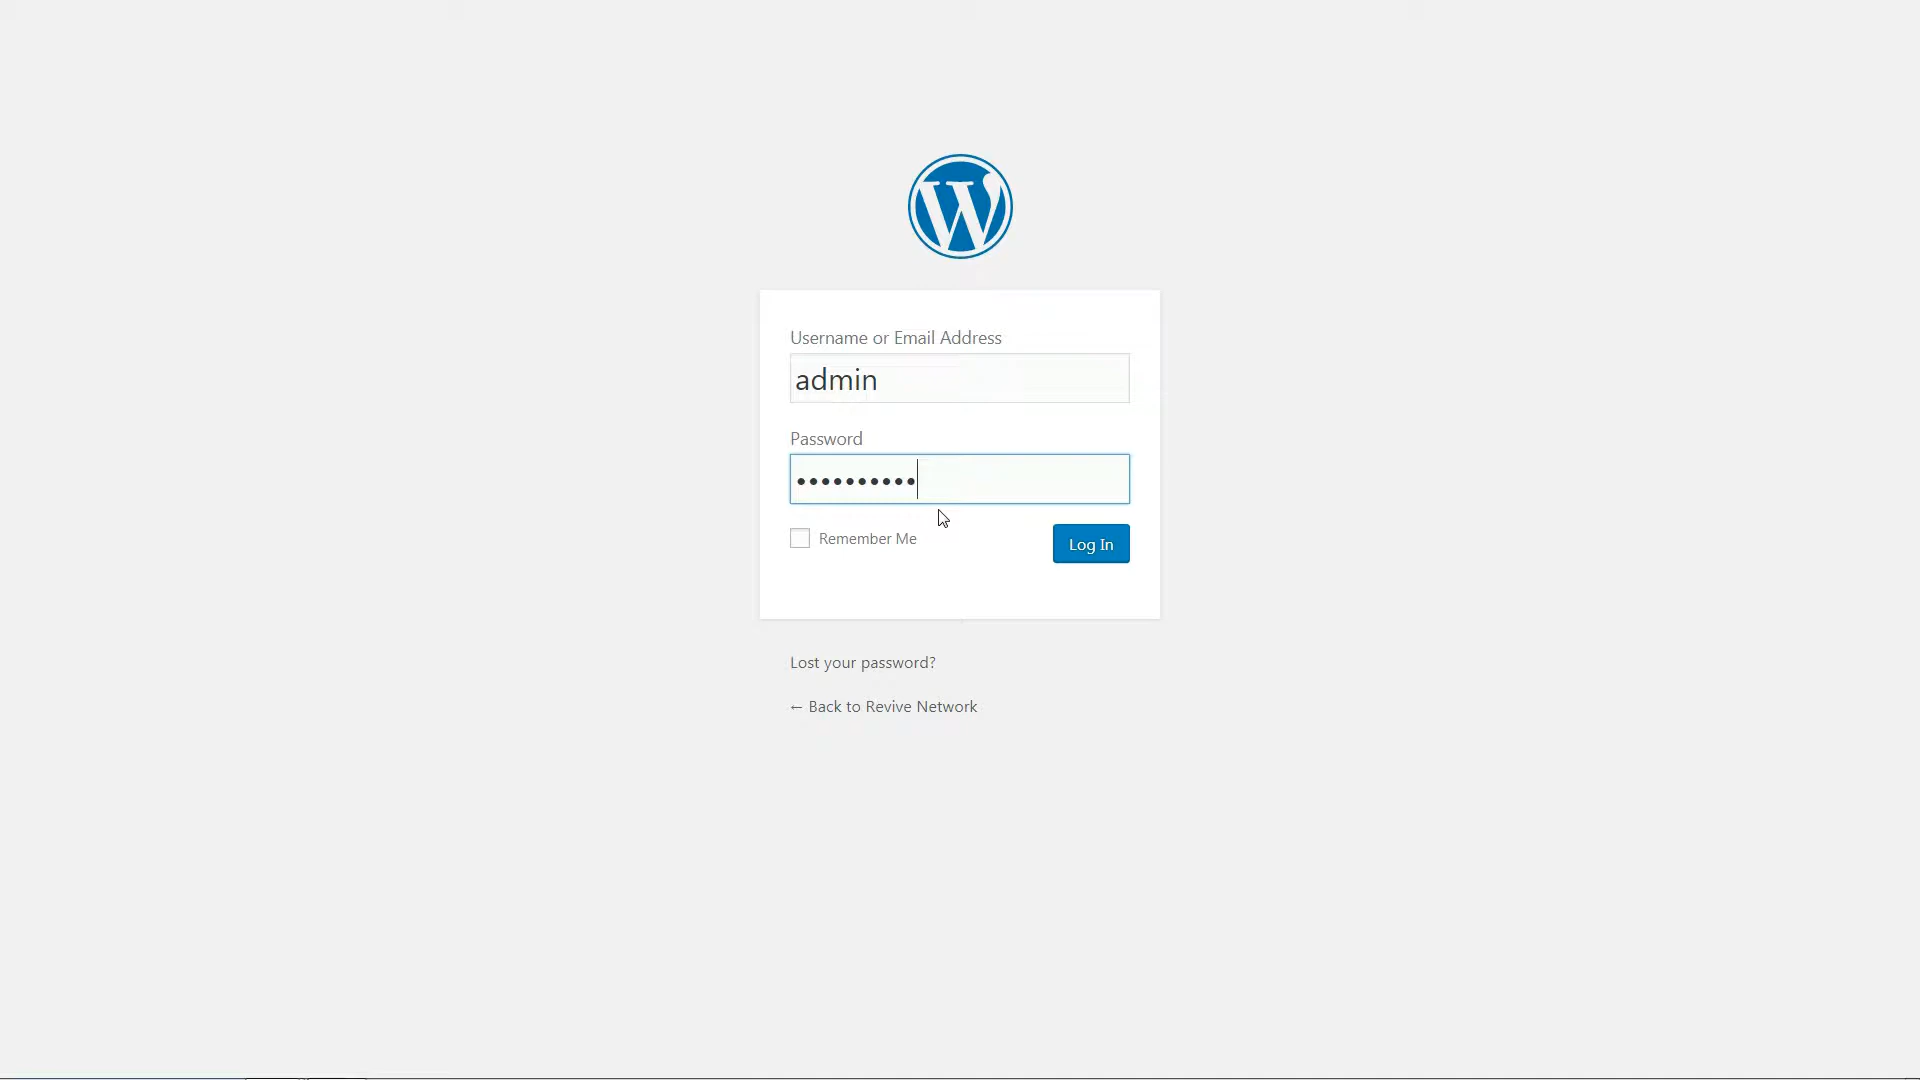 Username or Email Address
admin
Password
••••••••••
Remember Me
Log In
Lost your password?
← Back to Revive Network